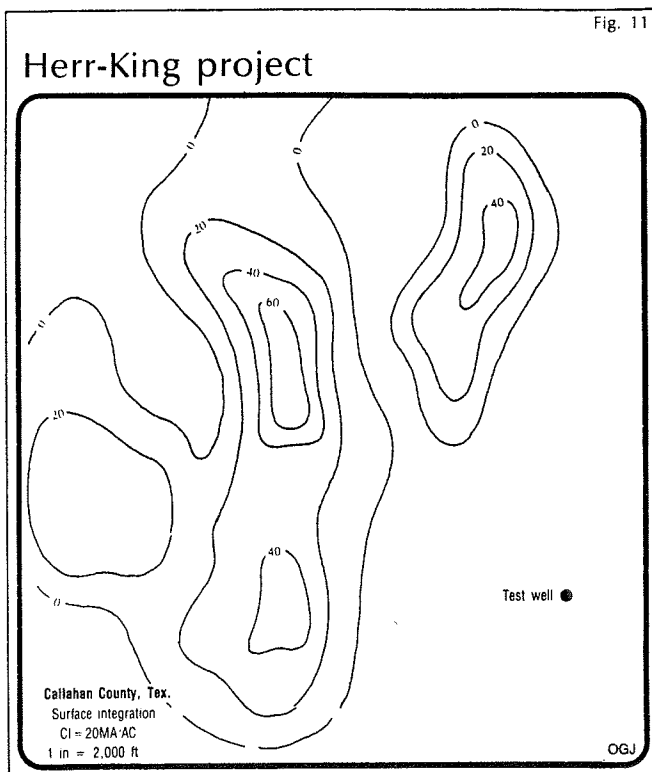 Fig. 11
Herr-King project
0
0
0
20
40
20
40
60
0
20
40
0
Test well
Callahan County, Tex.
Surface integration
CI = 20MA·AC
1 in = 2,000 ft
OGJ